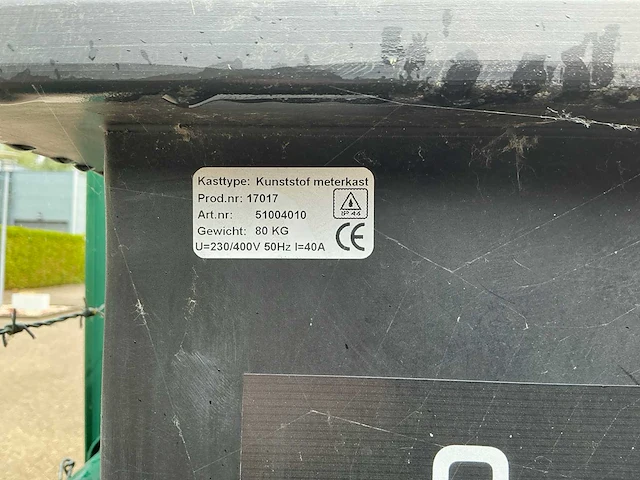 Kasttype: Kunststof meterkast
Prod.nr: 17017
Art.nr: 51004010
IP 44
Gewicht: 80 KG
CE
U=230/400V 50Hz I=40A